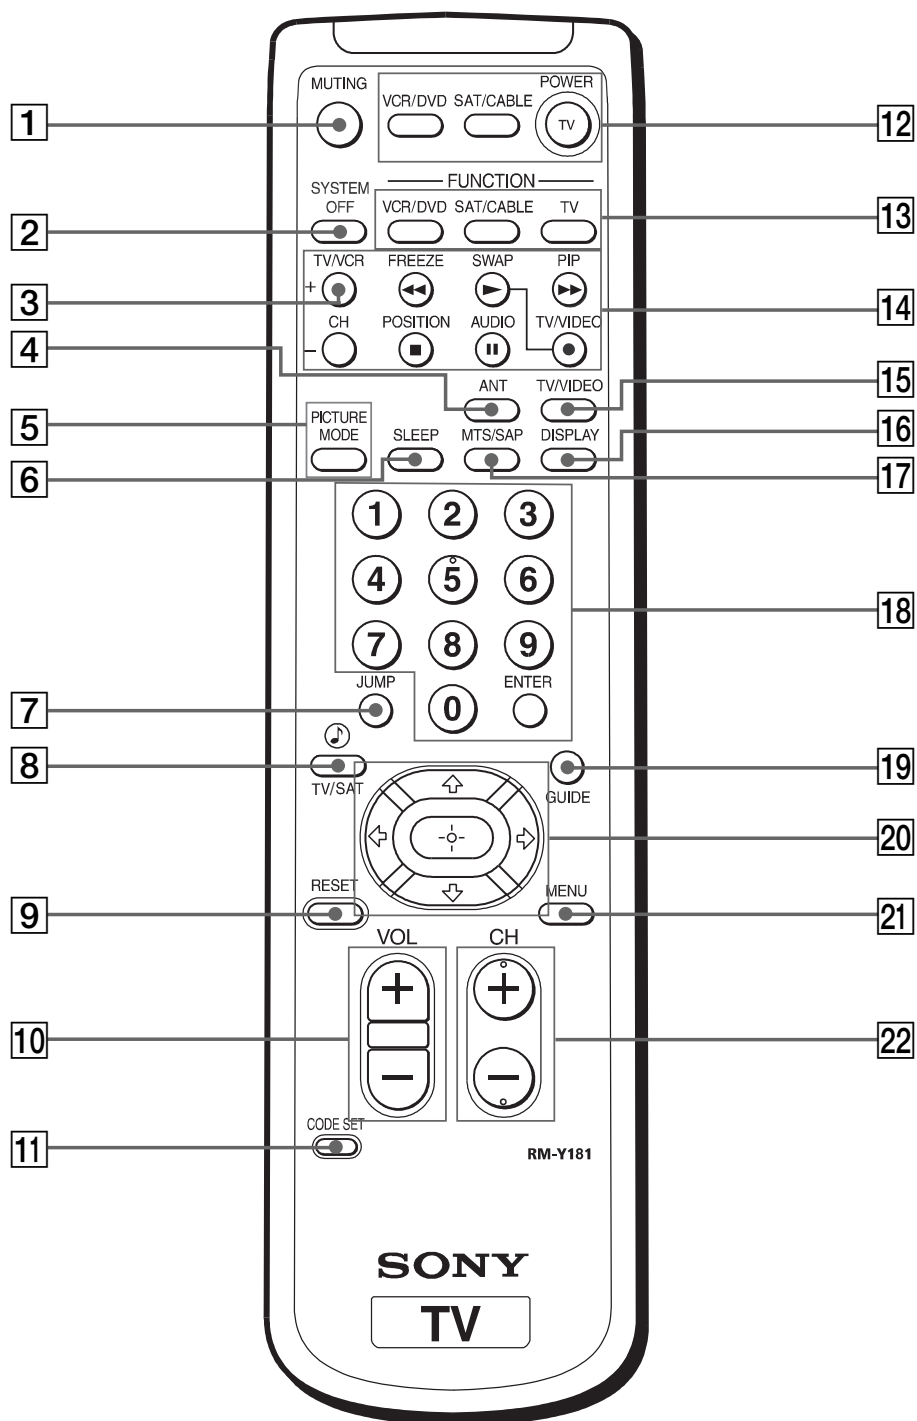 MUTING
POWER
VCR/DVD SAT/CABLE
TV
1
12
FUNCTION
SYSTEM
OFF
VCR/DVD SAT/CABLE TV
2
13
TV/VCR FREEZE SWAP PIP
+
3
14
CH POSITION AUDIO TV/VIDEO
−
4
ANT TV/VIDEO
15
5
PICTURE
MODE
SLEEP MTS/SAP DISPLAY
16
6
17
1 2 3
4 5 6
18
7 8 9
JUMP ENTER
7
0
8
TV/SAT
GUIDE
19
20
RESET MENU
9
21
VOL CH
+ +
10
22
− −
CODE SET
11
RM-Y181
SONY
TV